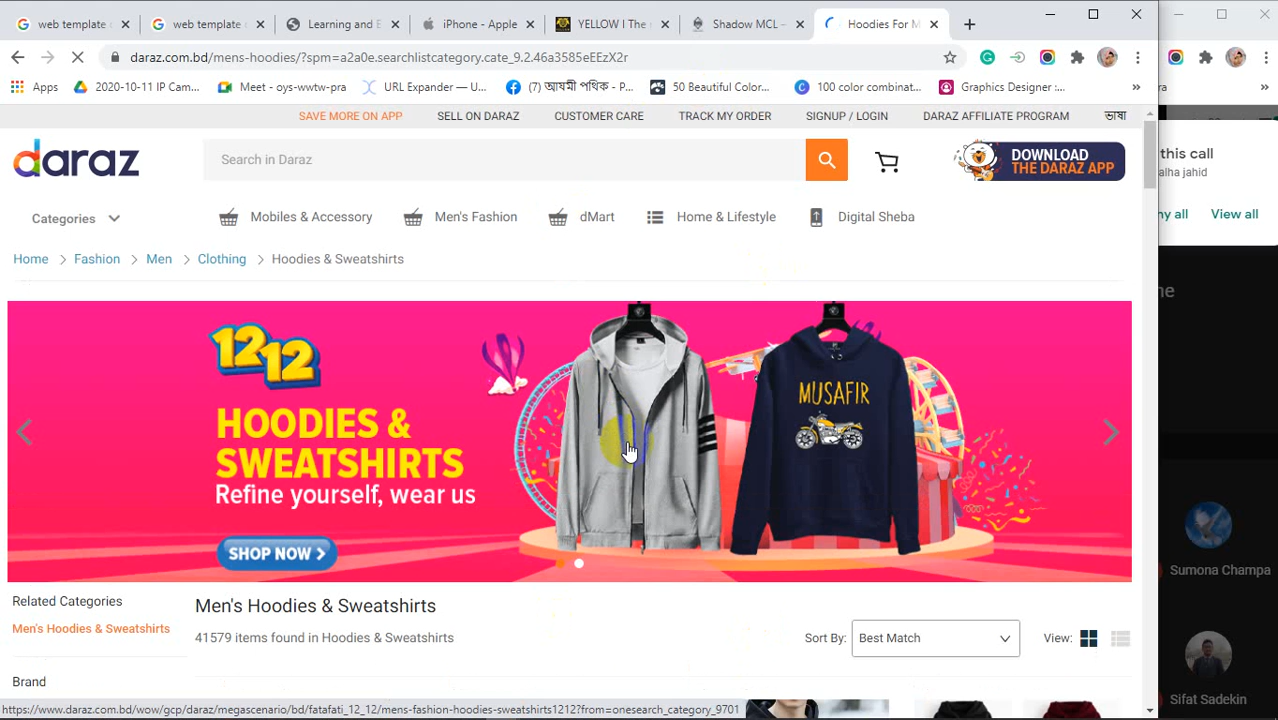 web template c
web template c
Learning and E
iPhone - Apple
YELLOW I The
Shadow MCL –
Hoodies For M
daraz.com.bd/mens-hoodies/?spm=a2a0e.searchlistcategory.cate_9.2.46a3585eEEzX2r
Apps
2020-10-11 IP Cam...
Meet - oys-wwtw-pra
URL Expander — U...
(7) আযমী পথিক - P...
50 Beautiful Color...
100 color combinat...
Graphics Designer :...
»
ra
»
SAVE MORE ON APP
SELL ON DARAZ
CUSTOMER CARE
TRACK MY ORDER
SIGNUP / LOGIN
DARAZ AFFILIATE PROGRAM
ভাষা
daraz
Search in Daraz
DOWNLOAD
THE DARAZ APP
this call
alha jahid
ny all
View all
Categories
Mobiles & Accessory
Men's Fashion
dMart
Home & Lifestyle
Digital Sheba
Home > Fashion > Men > Clothing > Hoodies & Sweatshirts
ne
12 12
HOODIES &
SWEATSHIRTS
Refine yourself, wear us
SHOP NOW >
MUSAFIR
Sumona Champa
Related Categories
Men's Hoodies & Sweatshirts
Men's Hoodies & Sweatshirts
41579 items found in Hoodies & Sweatshirts
Sort By:
Best Match
View:
Brand
Sifat Sadekin
https://www.daraz.com.bd/wow/gcp/daraz/megascenario/bd/fatafati_12_12/mens-fashion-ho...eatshirts1212?from=onesearch_category_9701